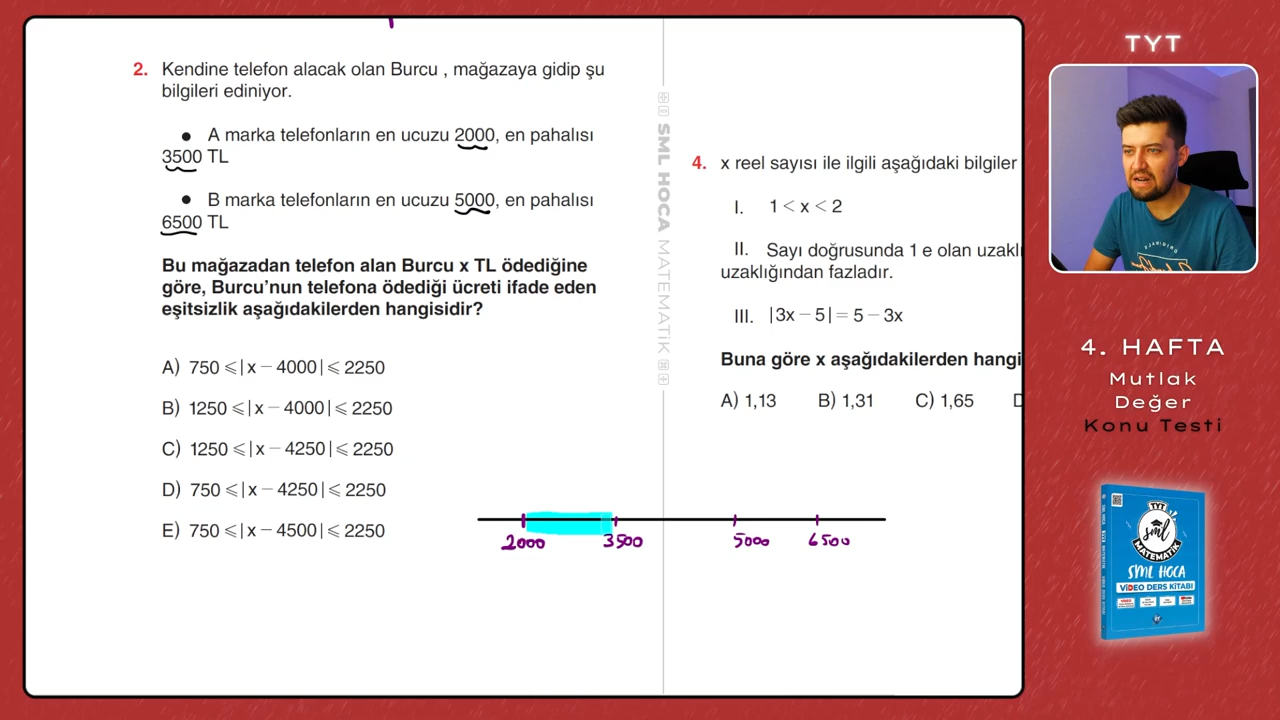 2. Kendine telefon alacak olan Burcu , mağazaya gidip şu
bilgileri ediniyor.
● A marka telefonların en ucuzu 2000, en pahalısı
3500 TL
● B marka telefonların en ucuzu 5000, en pahalısı
6500 TL
Bu mağazadan telefon alan Burcu x TL ödediğine
göre, Burcu'nun telefona ödediği ücreti ifade eden
eşitsizlik aşağıdakilerden hangisidir?
A) 750 ⩽ |x − 4000| ⩽ 2250
B) 1250 ⩽ |x − 4000| ⩽ 2250
C) 1250 ⩽ |x − 4250| ⩽ 2250
D) 750 ⩽ |x − 4250| ⩽ 2250
E) 750 ⩽ |x − 4500| ⩽ 2250
2000 3500 5000 6500
SML HOCA MATEMATİK
4. x reel sayısı ile ilgili aşağıdaki bilgiler
I. 1 < x < 2
II. Sayı doğrusunda 1 e olan uzaklı
uzaklığından fazladır.
III. |3x − 5| = 5 − 3x
Buna göre x aşağıdakilerden hangi
A) 1,13 B) 1,31 C) 1,65 D
TYT
4. HAFTA
Mutlak
Değer
Konu Testi
TYT
sml
MATEMATİK
SML HOCA
VİDEO DERS KİTABI